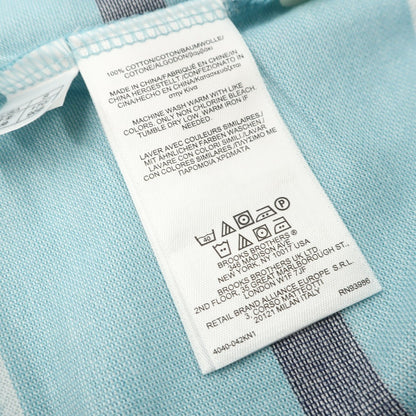 100% COTTON/COTON/BAUMWOLLE/
COTONE/ALGODON/βαμβάκι
MADE IN CHINA/FABRIQUÉ EN CHINE/IN
CHINA HERGESTELLT/CONFEZIONATO IN
CINA/HECHO EN CHINA/Κατασκευάζεται
στην Κίνα
MACHINE WASH WARM WITH LIKE
COLORS. ONLY NON CHLORINE BLEACH.
TUMBLE DRY LOW. WARM IRON IF
NEEDED.
LAVER AVEC COULEURS SIMILAIRES./
MIT ÄHNLICHEN FARBEN WASCHEN./
LAVARE CON COLORI SIMILI./LAVAR
CON COLORES SIMILARES./ΠΛΥΣΙΜΟ ΜΕ
ΠΑΡΟΜΟΙΑ ΧΡΩΜΑΤΑ
40
BROOKS BROTHERS®
346 MADISON AVE
NEW YORK, NY 10017 USA
BROOKS BROTHERS UK LTD
2ND FLOOR, 35 GREAT MARLBOROUGH ST.,
LONDON W1F 7JF
RETAIL BRAND ALLIANCE EUROPE S.R.L.
3, CORSO MATTEOTTI
20121 MILAN ITALY
RN93986
4040-042KN1